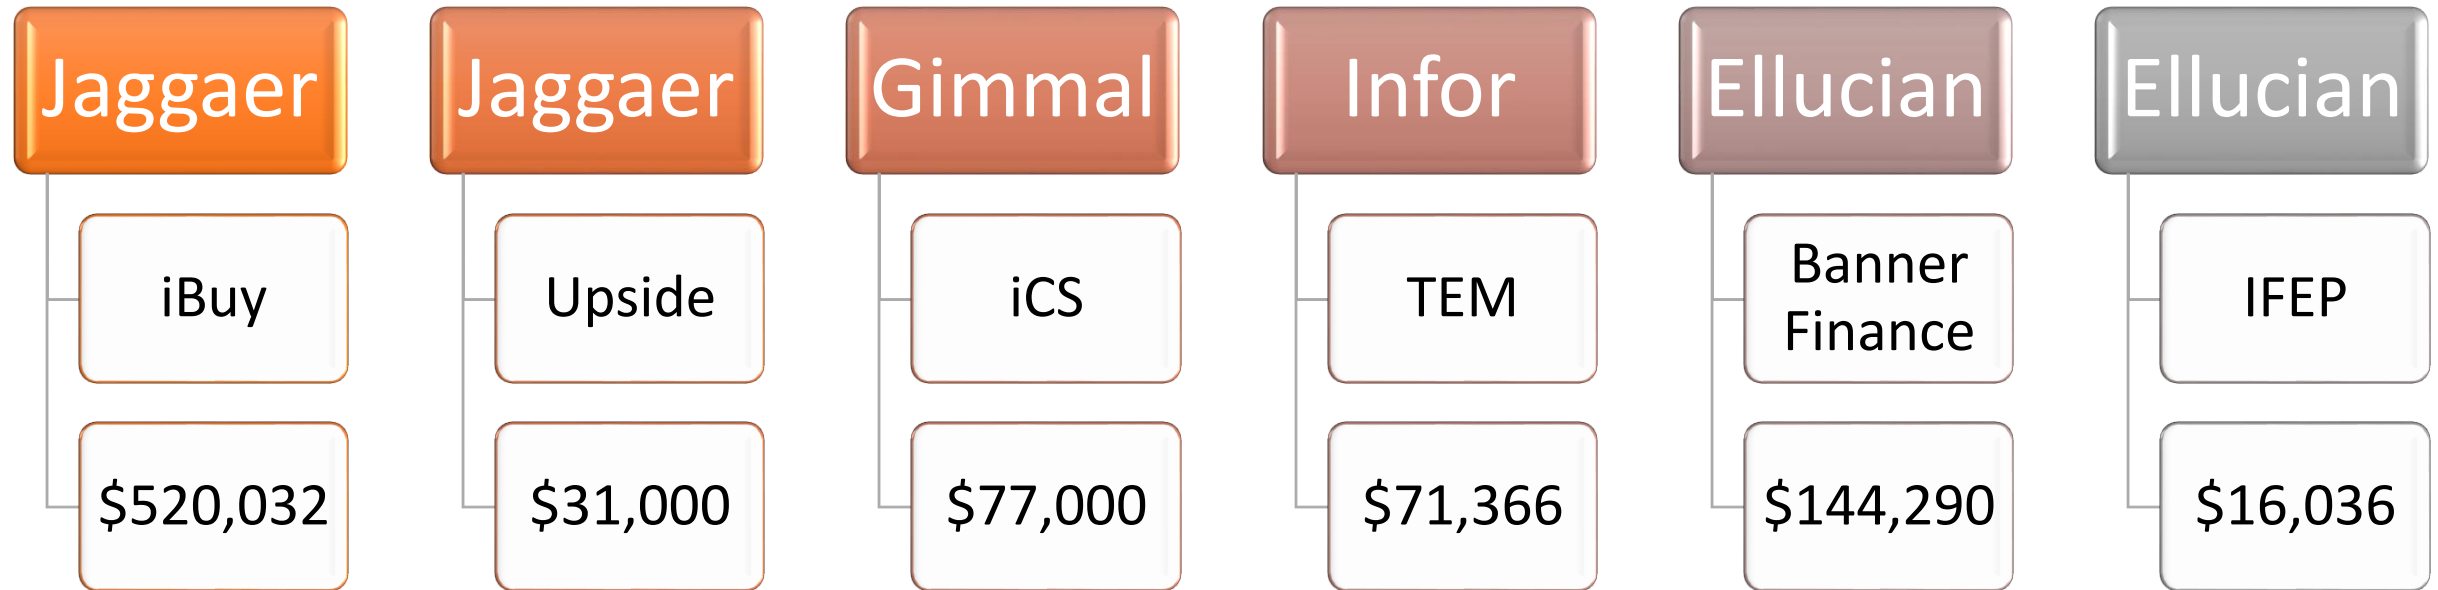 Jaggaer
iBuy
$520,032
Jaggaer
Upside
$31,000
Gimmal
iCS
$77,000
Infor
TEM
$71,366
Ellucian
Banner
Finance
$144,290
Ellucian
IFEP
$16,036